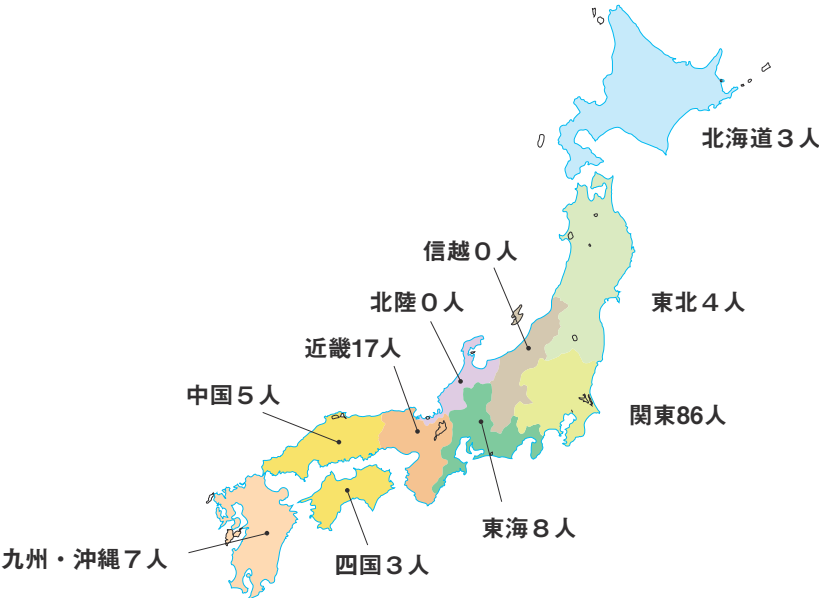 北海道３人
信越０人
東北４人
北陸０人
近畿17人
中国５人
関東86人
東海８人
九州・沖縄７人
四国３人